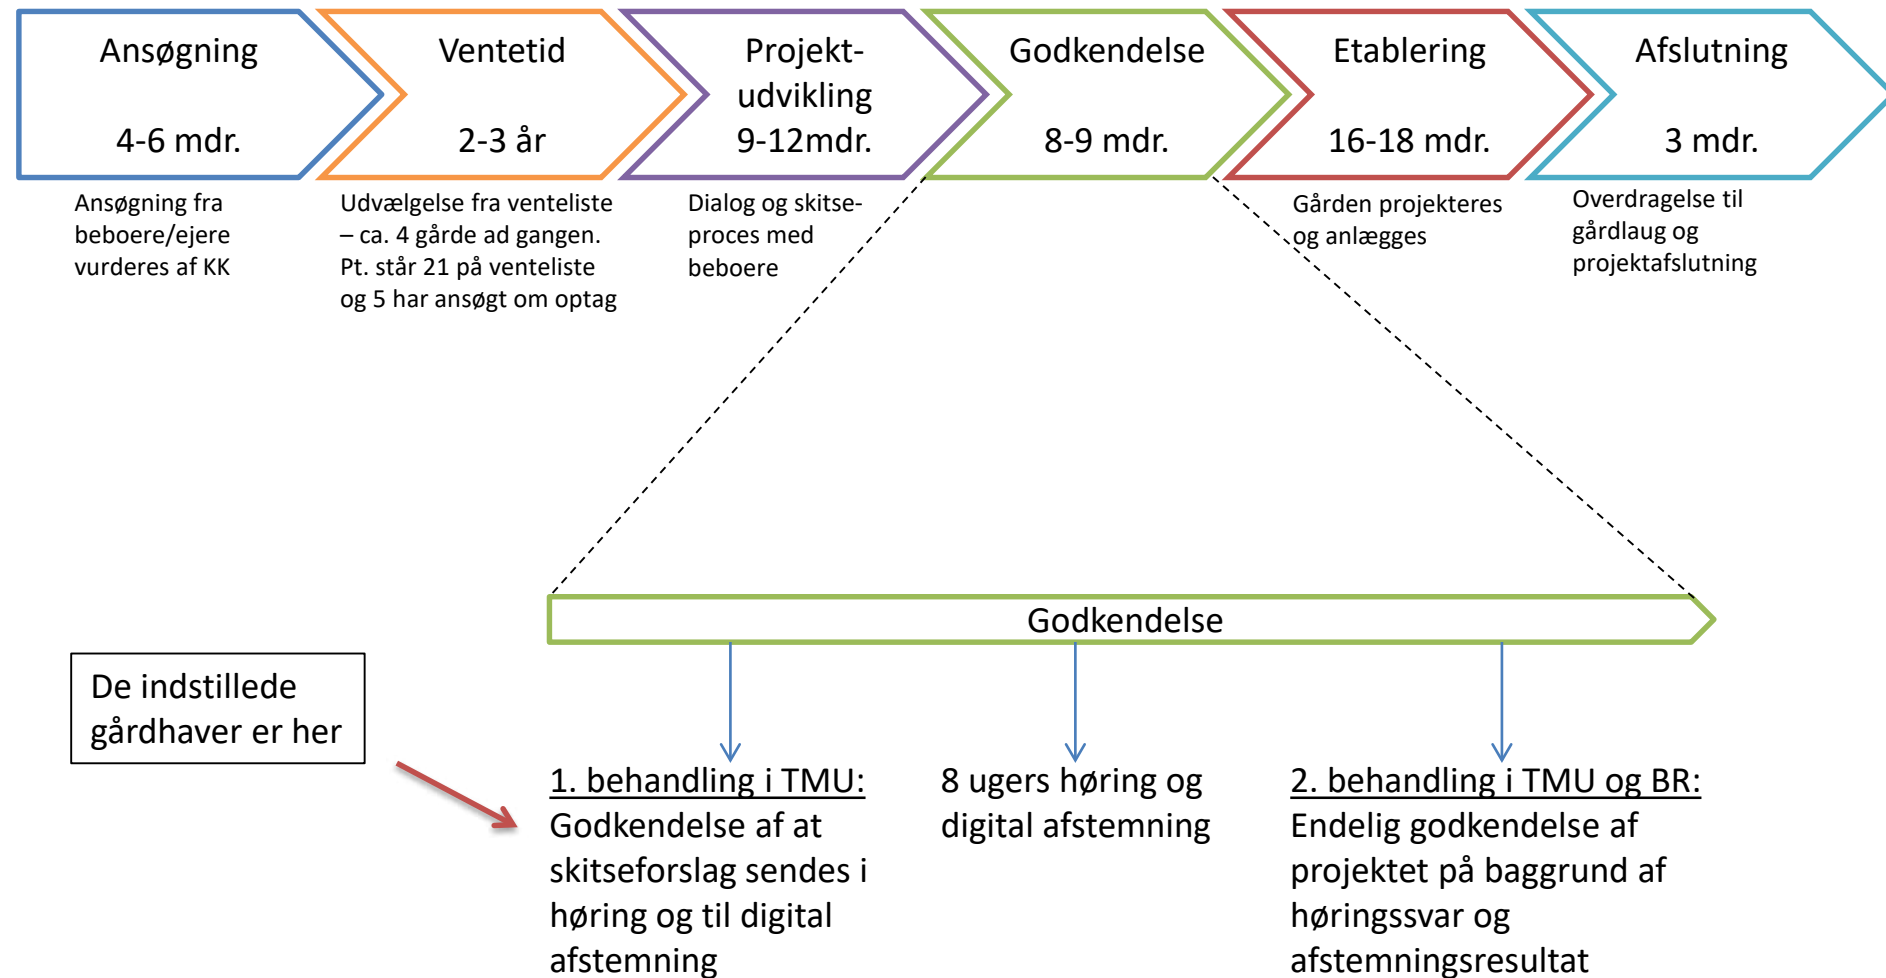 Ansøgning
4-6 mdr.
Ventetid
2-3 år
Projekt-
udvikling
9-12mdr.
Godkendelse
8-9 mdr.
Etablering
16-18 mdr.
Afslutning
3 mdr.
Ansøgning fra
beboere/ejere
vurderes af KK
Udvælgelse fra venteliste
– ca. 4 gårde ad gangen.
Pt. står 21 på venteliste
og 5 har ansøgt om optag
Dialog og skitse-
proces med
beboere
Gården projekteres
og anlægges
Overdragelse til
gårdlaug og
projektafslutning
Godkendelse
De indstillede
gårdhaver er her
1. behandling i TMU:
Godkendelse af at
skitseforslag sendes i
høring og til digital
afstemning
8 ugers høring og
digital afstemning
2. behandling i TMU og BR:
Endelig godkendelse af
projektet på baggrund af
høringssvar og
afstemningsresultat